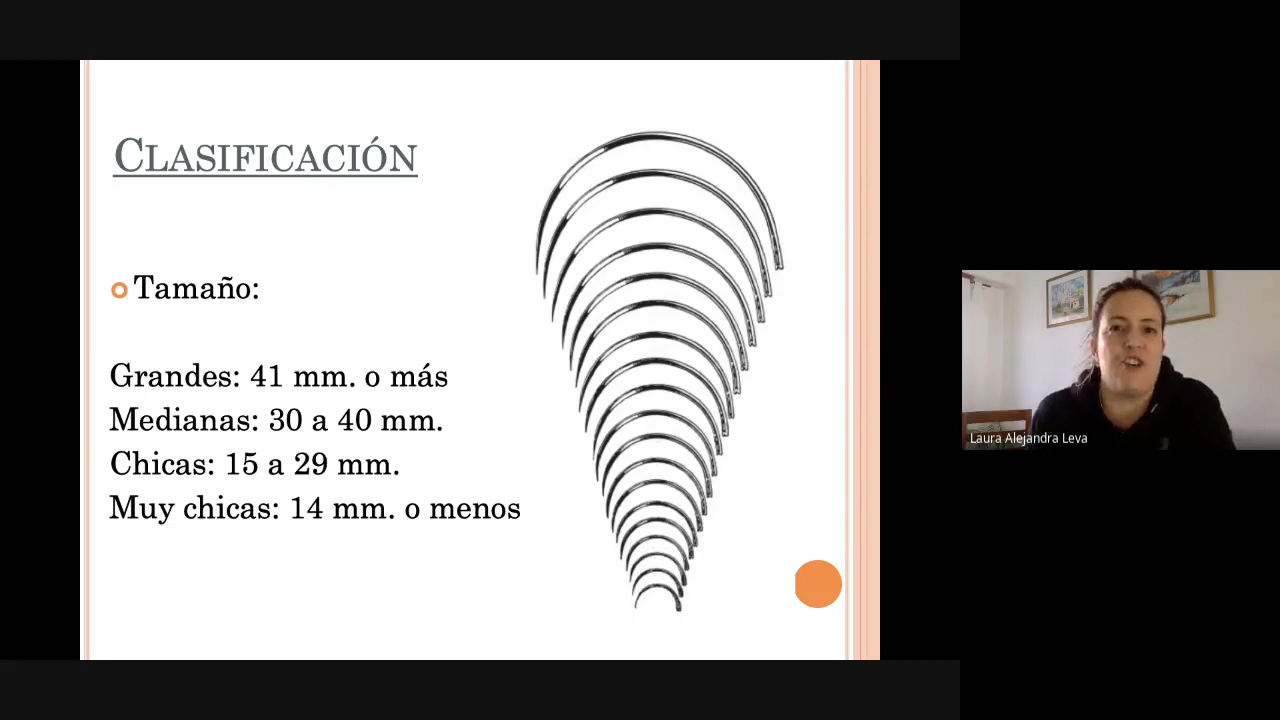 CLASIFICACIÓN
Tamaño:
Grandes: 41 mm. o más
Medianas: 30 a 40 mm.
Chicas: 15 a 29 mm.
Muy chicas: 14 mm. o menos
Laura Alejandra Leva